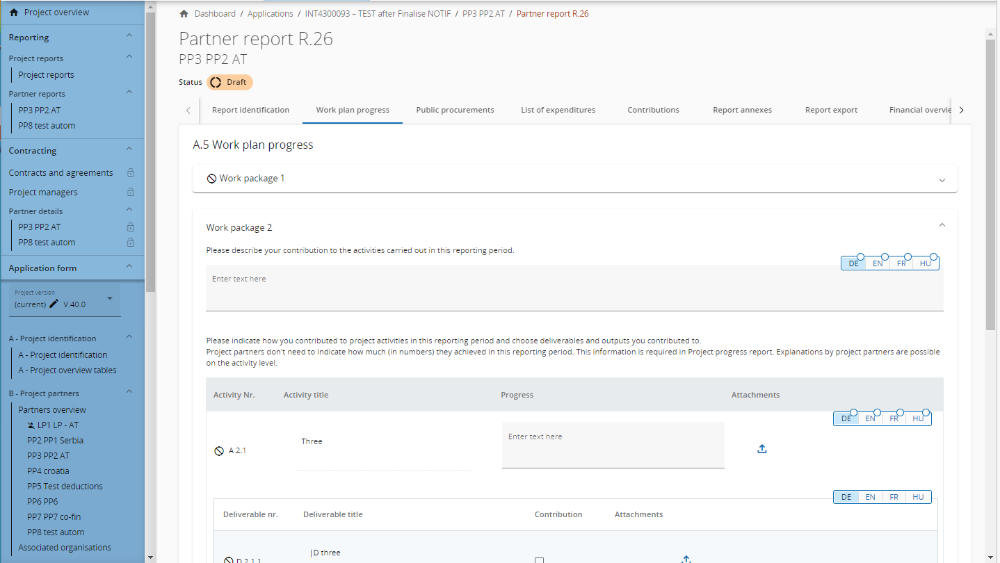 Project overview
Reporting
Project reports
Project reports
Partner reports
PP3 PP2 AT
PP8 test autom
Contracting
Contracts and agreements
Project managers
Partner details
PP3 PP2 AT
PP8 test autom
Application form
Project version
(current) V.40.0
A - Project identification
A - Project identification
A - Project overview tables
B - Project partners
Partners overview
LP1 LP - AT
PP2 PP1 Serbia
PP3 PP2 AT
PP4 croatia
PP5 Test deductions
PP6 PP6
PP7 PP7 co-fin
PP8 test autom
Associated organisations
Dashboard / Applications / INT4300093 – TEST after Finalise NOTIF / PP3 PP2 AT / Partner report R.26
Partner report R.26
PP3 PP2 AT
Status Draft
Report identification Work plan progress Public procurements List of expenditures Contributions Report annexes Report export Financial overvie
A.5 Work plan progress
Work package 1
Work package 2
Please describe your contribution to the activities carried out in this reporting period.
DE EN FR HU
Enter text here
Please indicate how you contributed to project activities in this reporting period and choose deliverables and outputs you contributed to.
Project partners don't need to indicate how much (in numbers) they achieved in this reporting period. This information is required in Project progress report. Explanations by project partners are possible
on the activity level.
Activity Nr. Activity title Progress Attachments
DE EN FR HU
A 2.1 Three Enter text here
DE EN FR HU
Deliverable nr. Deliverable title Contribution Attachments
D 2.1.1 |D three